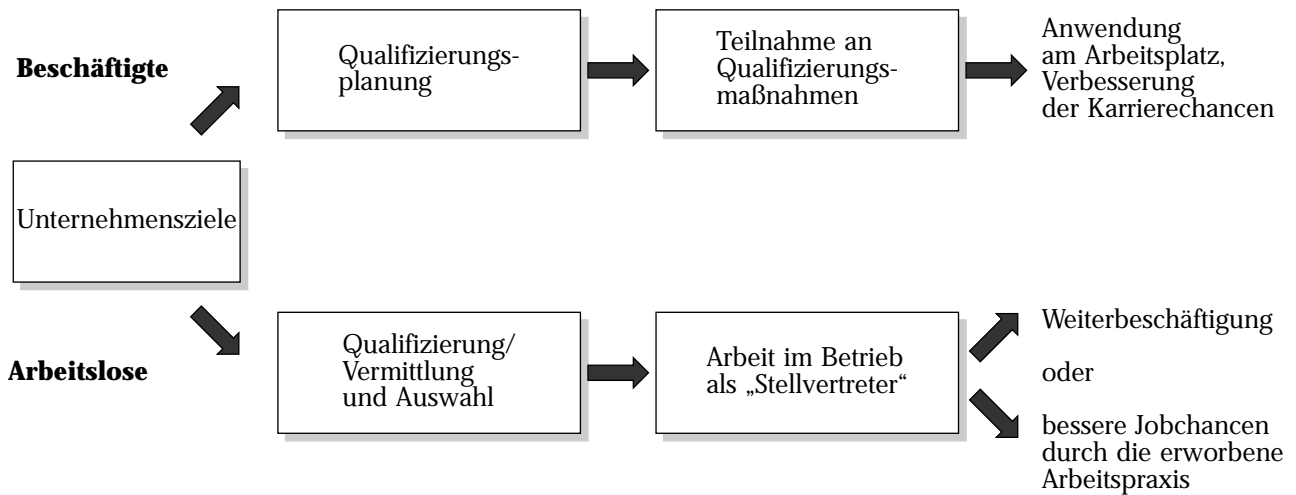 Beschäftigte
Qualifizierungs-
planung
Teilnahme an
Qualifizierungs-
maßnahmen
Anwendung
am Arbeitsplatz,
Verbesserung
der Karrierechancen
Unternehmensziele
Arbeitslose
Qualifizierung/
Vermittlung
und Auswahl
Arbeit im Betrieb
als „Stellvertreter“
Weiterbeschäftigung
oder
bessere Jobchancen
durch die erworbene
Arbeitspraxis